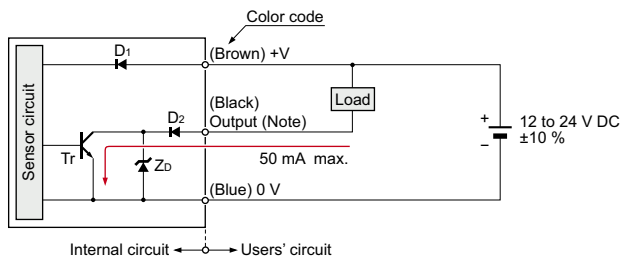 Color code
D1
(Brown) +V
Sensor circuit
(Black)
Output (Note)
D2
Load
Tr
ZD
50 mA max.
+
−
12 to 24 V DC
±10 %
(Blue) 0 V
Internal circuit
Users' circuit